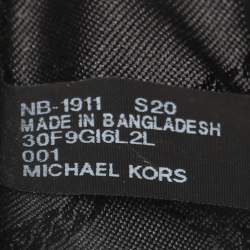 NB-1911 S20
MADE IN BANGLADESH
30F9GI6L2L
001
MICHAEL KORS